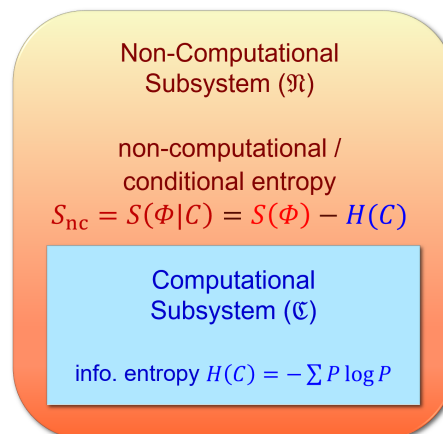 Non-Computational
Subsystem (𝔑)
non-computational /
conditional entropy
S_nc = S(Φ|C) = S(Φ) − H(C)
Computational
Subsystem (ℭ)
info. entropy H(C) = − ∑ P log P